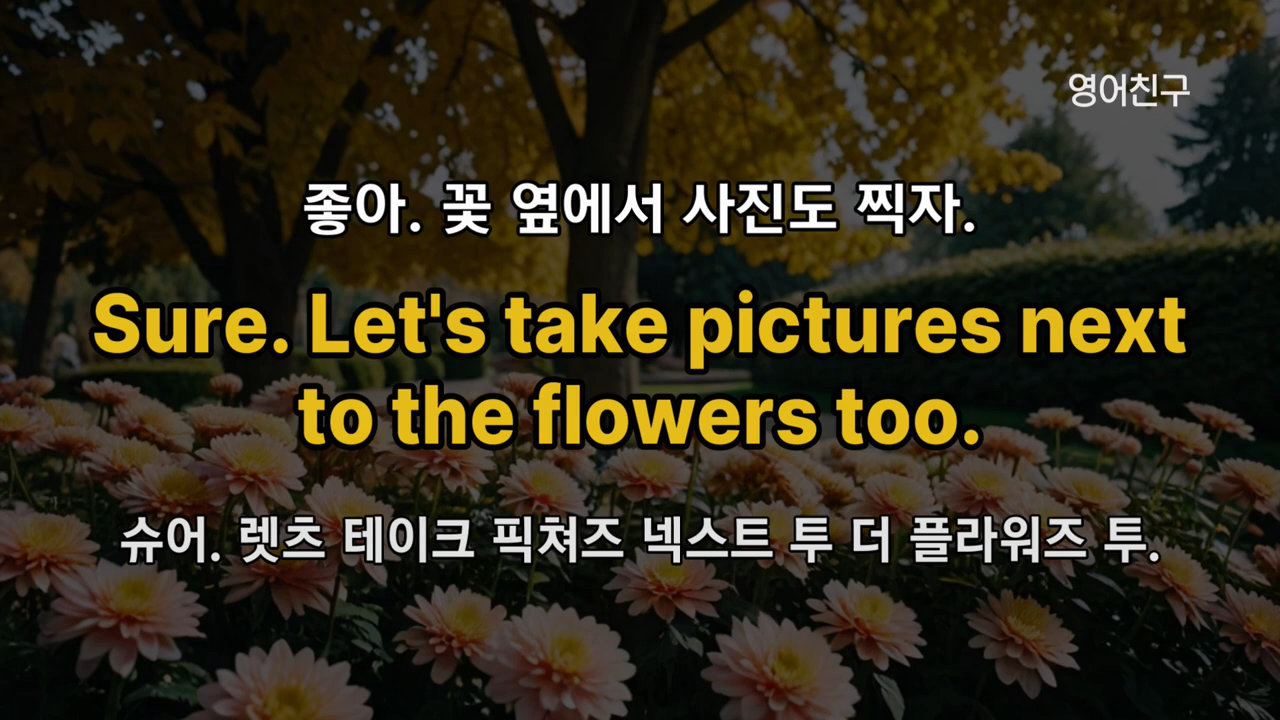 영어친구
좋아. 꽃 옆에서 사진도 찍자.
Sure. Let's take pictures next
to the flowers too.
슈어. 렛츠 테이크 픽쳐즈 넥스트 투 더 플라워즈 투.